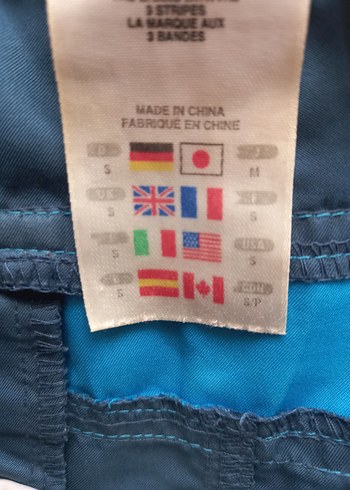 3 STRIPES
LA MARQUE AUX
3 BANDES
MADE IN CHINA
FABRIQUÉ EN CHINE
D J
S M
UK F
S S
I USA
S S
E CDN
S S/P